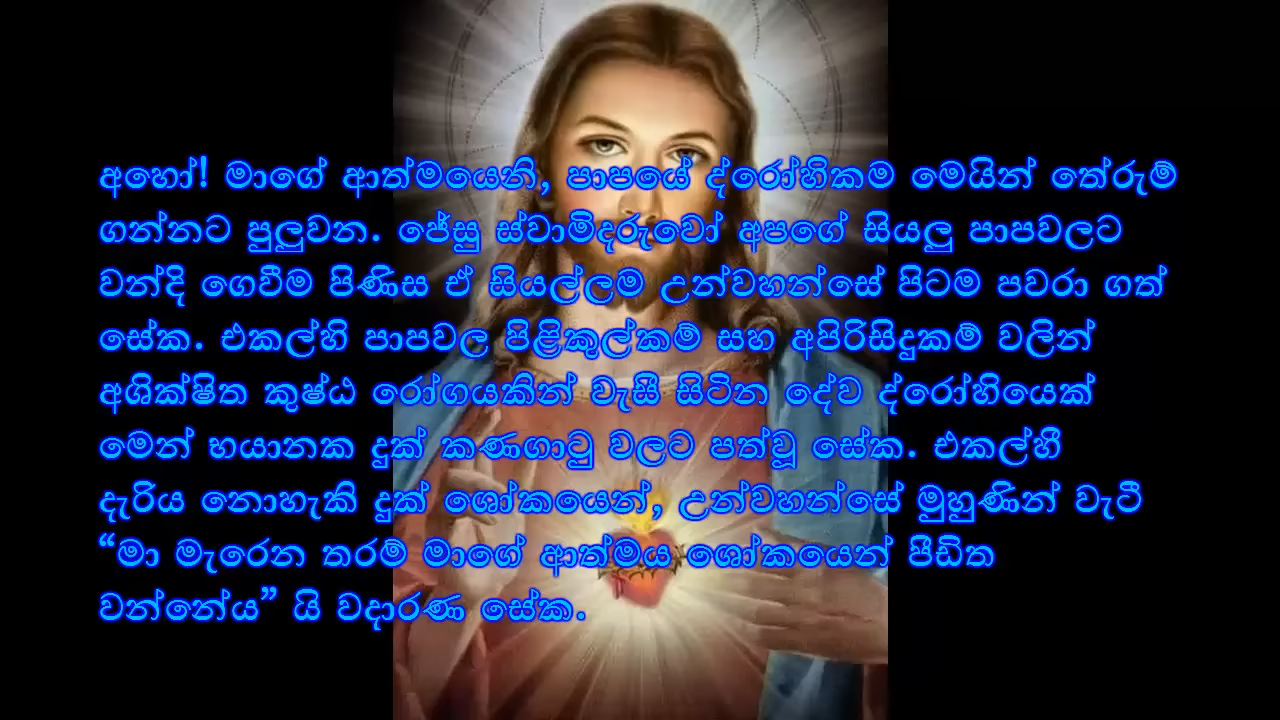 අහෝ! මාගේ ආත්මයෙනි, පාපයේ ද්රෝහිකම මෙයින් තේරුම්
ගන්නට පුලුවන. ජේසු ස්වාමිදරුවෝ අපගේ සියලු පාපවලට
වන්දි ගෙවීම පිණිස ඒ සියල්ලම උන්වහන්සේ පිටම පවරා ගත්
සේක. එකල්හි පාපවල පිළිකුල්කම් සහ අපිරිසිදුකම් වලින්
අශික්ෂිත කුෂ්ඨ රෝගයකින් වැසී සිටින දේව ද්රෝහියෙක්
මෙන් භයානක දුක් කණගාටු වලට පත්වූ සේක. එකල්හී
දැරිය නොහැකි දුක් ශෝකයෙන්, උන්වහන්සේ මුහුණින් වැටී
“මා මැරෙන තරම් මාගේ ආත්මය ශෝකයෙන් පීඩිත
වන්නේය” යි වදාරණ සේක.